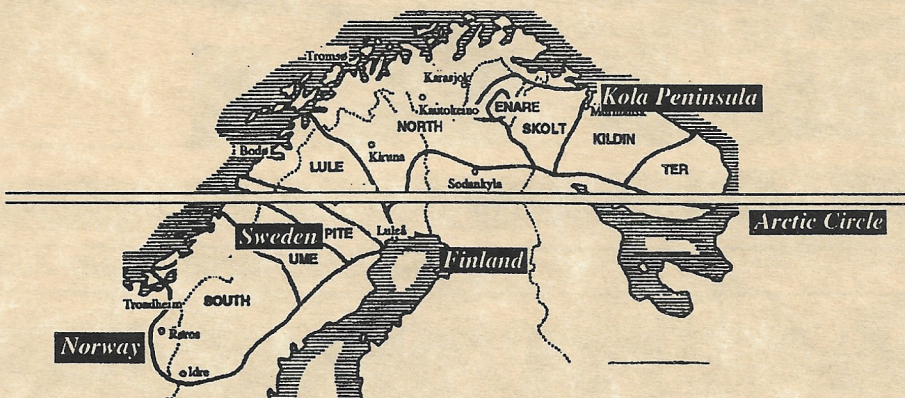 Tromsø
Karasjok
Kola Peninsula
Kautokeino
ENARE
NORTH
SKOLT
KILDIN
Bodø
Kiruna
LULE
TER
Sodankyla
Arctic Circle
Sweden
PITE
Luleå
UME
Finland
SOUTH
Trondheim
Røros
Norway
Idre